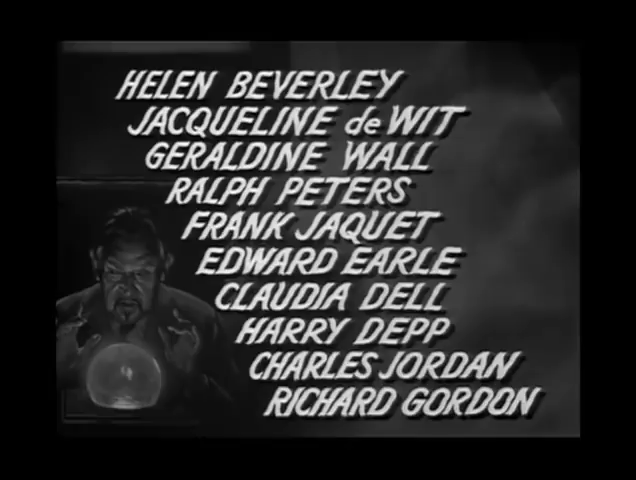 HELEN BEVERLEY
JACQUELINE de WIT
GERALDINE WALL
RALPH PETERS
FRANK JAQUET
EDWARD EARLE
CLAUDIA DELL
HARRY DEPP
CHARLES JORDAN
RICHARD GORDON